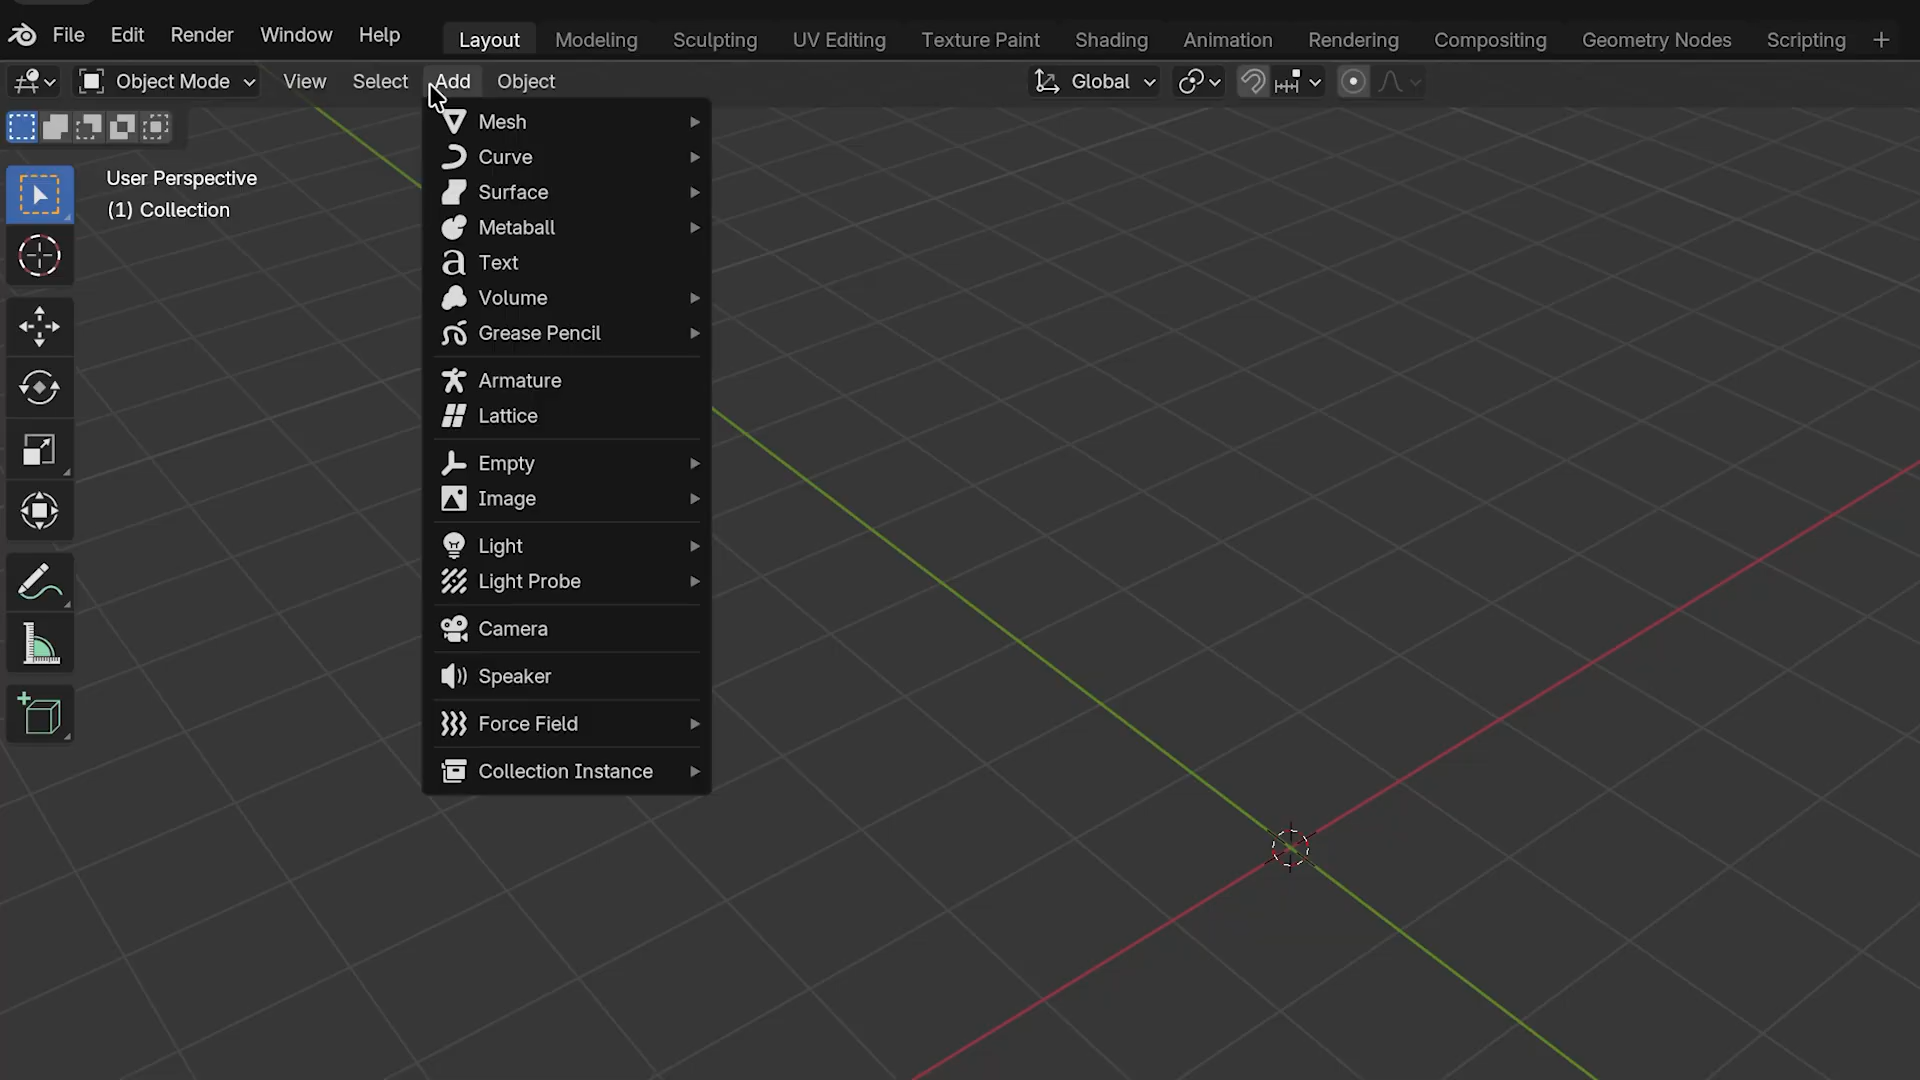 File Edit Render Window Help Layout Modeling Sculpting UV Editing Texture Paint Shading Animation Rendering Compositing Geometry Nodes Scripting +
Object Mode View Select Add Object Global
User Perspective
(1) Collection
Mesh
Curve
Surface
Metaball
Text
Volume
Grease Pencil
Armature
Lattice
Empty
Image
Light
Light Probe
Camera
Speaker
Force Field
Collection Instance